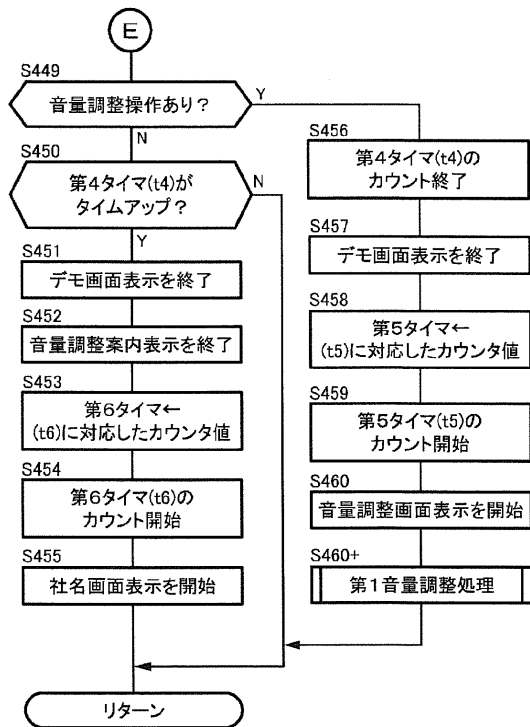 E
S449
音量調整操作あり?
Y
N
S450
第4タイマ(t4)が
タイムアップ?
N
Y
S451
デモ画面表示を終了
S452
音量調整案内表示を終了
S453
第6タイマ←
(t6)に対応したカウンタ値
S454
第6タイマ(t6)の
カウント開始
S455
社名画面表示を開始
S456
第4タイマ(t4)の
カウント終了
S457
デモ画面表示を終了
S458
第5タイマ←
(t5)に対応したカウンタ値
S459
第5タイマ(t5)の
カウント開始
S460
音量調整画面表示を開始
S460+
第1音量調整処理
リターン